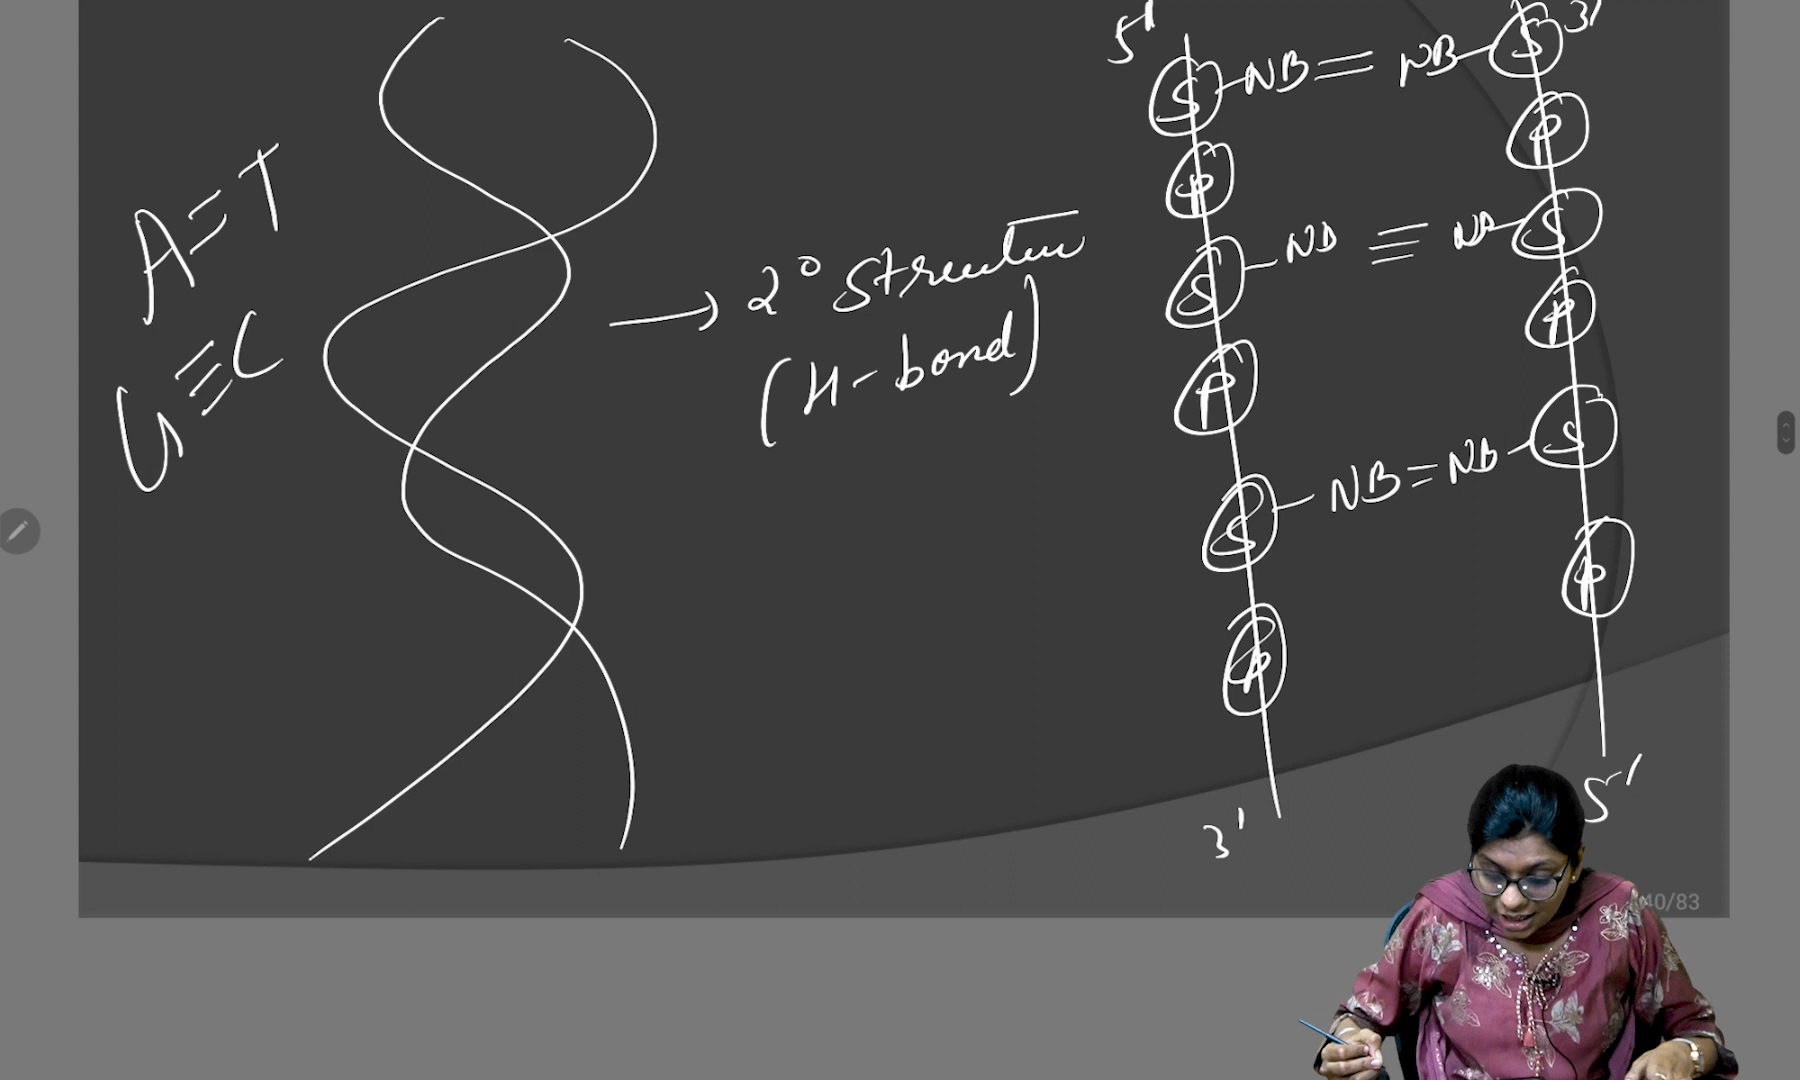 A=T
G≡C
→ 2° Structure
(H-bond)
5' 3'
S-NB= NB-S
P P
S-NB ≡ NB-S
P P
S-NB=NB-S
P P
3' 5'
40/83